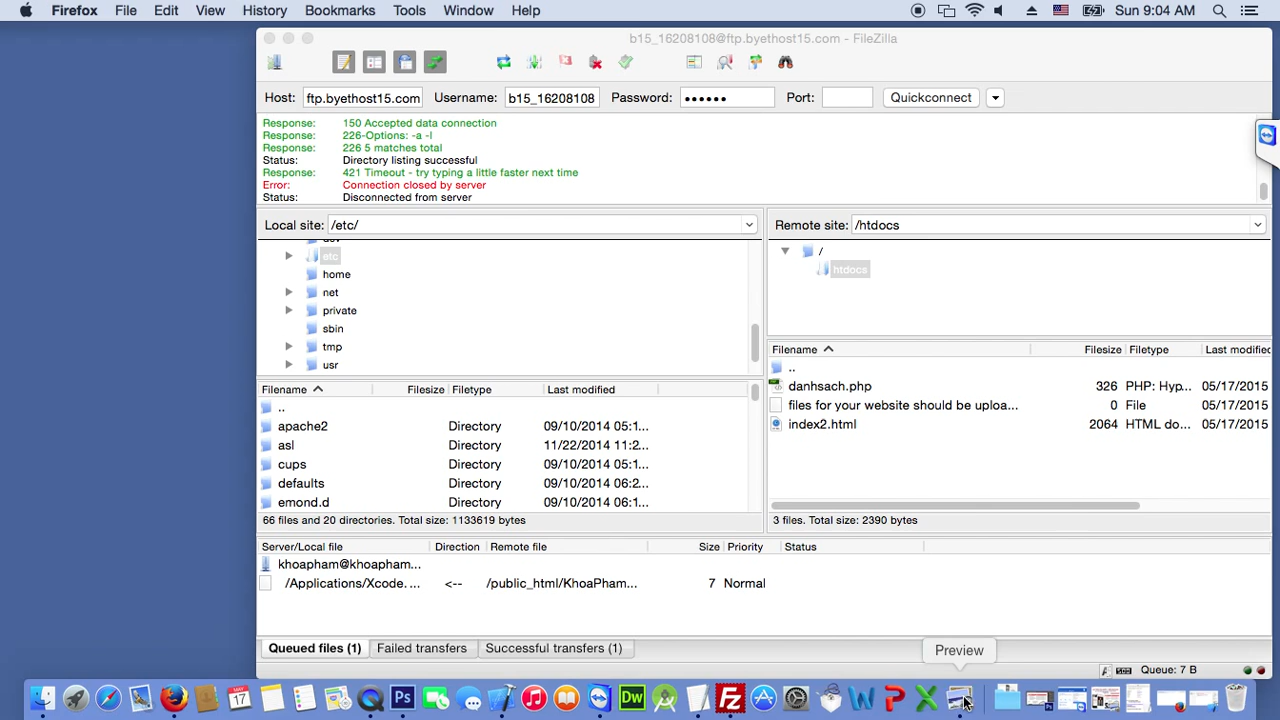 Firefox File Edit View History Bookmarks Tools Window Help Sun 9:04 AM
b15_16208108@ftp.byethost15.com - FileZilla
Host: ftp.byethost15.com Username: b15_16208108 Password: •••••• Port: Quickconnect
Response: 150 Accepted data connection
Response: 226-Options: -a -l
Response: 226 5 matches total
Status: Directory listing successful
Response: 421 Timeout - try typing a little faster next time
Error: Connection closed by server
Status: Disconnected from server
Local site: /etc/
Remote site: /htdocs
etc
home
net
private
sbin
tmp
usr
/
htdocs
Filename Filesize Filetype Last modified
..
apache2 Directory 09/10/2014 05:1...
asl Directory 11/22/2014 11:2...
cups Directory 09/10/2014 05:1...
defaults Directory 09/10/2014 06:2...
emond.d Directory 09/10/2014 06:1...
66 files and 20 directories. Total size: 1133619 bytes
Filename Filesize Filetype Last modified
..
danhsach.php 326 PHP: Hyp... 05/17/2015
files for your website should be uploa... 0 File 05/17/2015
index2.html 2064 HTML do... 05/17/2015
3 files. Total size: 2390 bytes
Server/Local file Direction Remote file Size Priority Status
khoapham@khoapham...
/Applications/Xcode. ... <-- /public_html/KhoaPham... 7 Normal
Queued files (1) Failed transfers Successful transfers (1)
Preview
Queue: 7 B
MAY
17
Ps
Dw
Fz